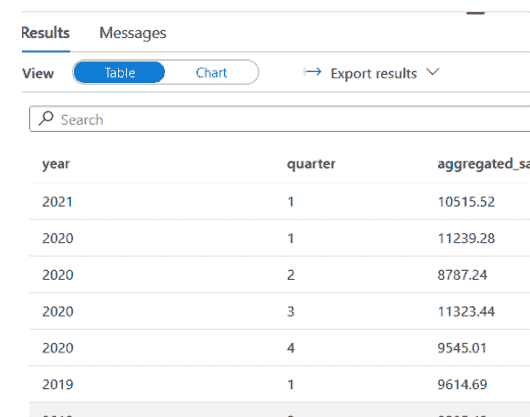 Results Messages
View Table Chart Export results
Search
year quarter aggregated_sa
2021 1 10515.52
2020 1 11239.28
2020 2 8787.24
2020 3 11323.44
2020 4 9545.01
2019 1 9614.69